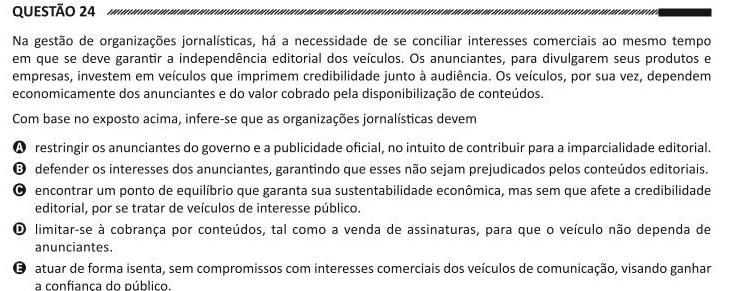 QUESTÃO 24
Na gestão de organizações jornalísticas, há a necessidade de se conciliar interesses comerciais ao mesmo tempo
em que se deve garantir a independência editorial dos veículos. Os anunciantes, para divulgarem seus produtos e
empresas, investem em veículos que imprimem credibilidade junto à audiência. Os veículos, por sua vez, dependem
economicamente dos anunciantes e do valor cobrado pela disponibilização de conteúdos.
Com base no exposto acima, infere-se que as organizações jornalísticas devem
A restringir os anunciantes do governo e a publicidade oficial, no intuito de contribuir para a imparcialidade editorial.
B defender os interesses dos anunciantes, garantindo que esses não sejam prejudicados pelos conteúdos editoriais.
C encontrar um ponto de equilíbrio que garanta sua sustentabilidade econômica, mas sem que afete a credibilidade
editorial, por se tratar de veículos de interesse público.
D limitar-se à cobrança por conteúdos, tal como a venda de assinaturas, para que o veículo não dependa de
anunciantes.
E atuar de forma isenta, sem compromissos com interesses comerciais dos veículos de comunicação, visando ganhar
a confiança do público.